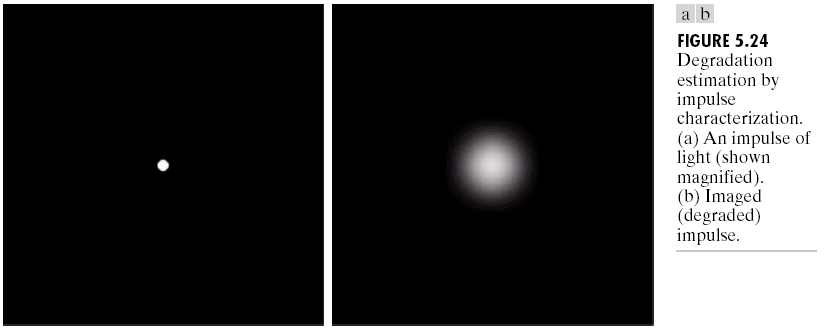 a b
FIGURE 5.24
Degradation
estimation by
impulse
characterization.
(a) An impulse of
light (shown
magnified).
(b) Imaged
(degraded)
impulse.